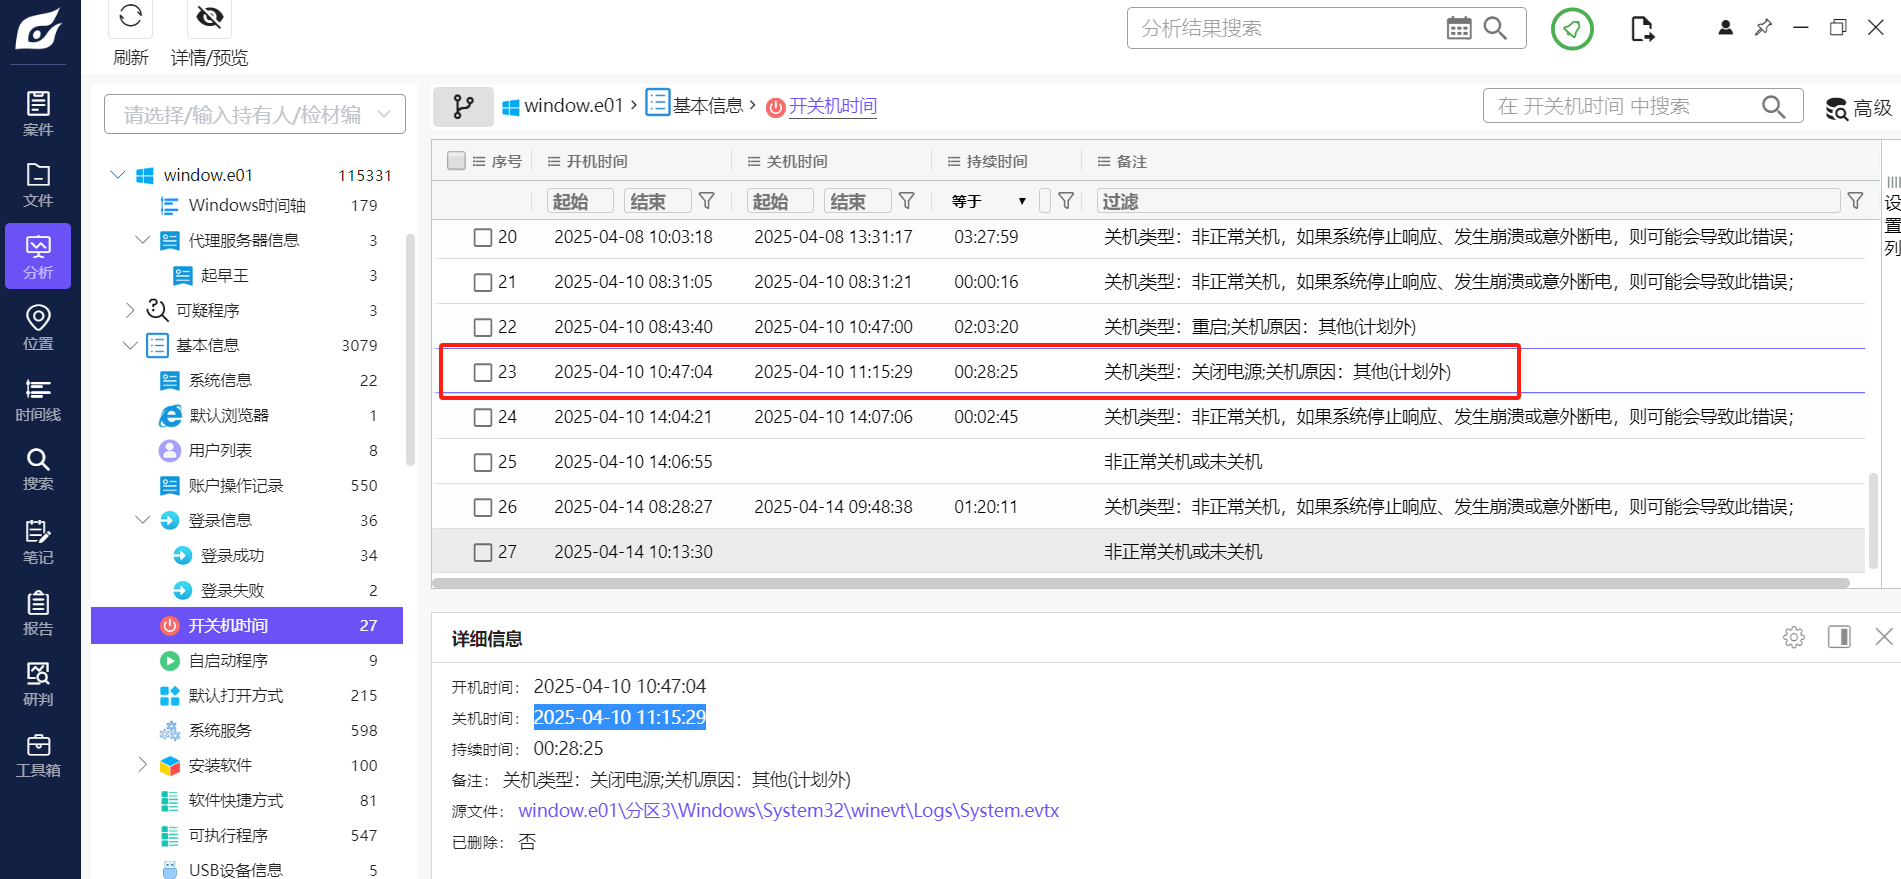 刷新
详情/预览
分析结果搜索
案件
文件
分析
位置
时间线
搜索
笔记
报告
研判
工具箱
请选择/输入持有人/检材编
window.e01 115331
Windows时间轴 179
代理服务器信息 3
起早王 3
可疑程序 3
基本信息 3079
系统信息 22
默认浏览器 1
用户列表 8
账户操作记录 550
登录信息 36
登录成功 34
登录失败 2
开关机时间 27
自启动程序 9
默认打开方式 215
系统服务 598
安装软件 100
软件快捷方式 81
可执行程序 547
USB设备信息 5
window.e01 › 基本信息 › 开关机时间
在 开关机时间 中搜索
高级
序号 开机时间 关机时间 持续时间 备注
起始 结束 起始 结束 等于 ▼ 过滤
20 2025-04-08 10:03:18 2025-04-08 13:31:17 03:27:59 关机类型：非正常关机，如果系统停止响应、发生崩溃或意外断电，则可能会导致此错误；
21 2025-04-10 08:31:05 2025-04-10 08:31:21 00:00:16 关机类型：非正常关机，如果系统停止响应、发生崩溃或意外断电，则可能会导致此错误；
22 2025-04-10 08:43:40 2025-04-10 10:47:00 02:03:20 关机类型：重启;关机原因：其他(计划外)
23 2025-04-10 10:47:04 2025-04-10 11:15:29 00:28:25 关机类型：关闭电源;关机原因：其他(计划外)
24 2025-04-10 14:04:21 2025-04-10 14:07:06 00:02:45 关机类型：非正常关机，如果系统停止响应、发生崩溃或意外断电，则可能会导致此错误；
25 2025-04-10 14:06:55 非正常关机或未关机
26 2025-04-14 08:28:27 2025-04-14 09:48:38 01:20:11 关机类型：非正常关机，如果系统停止响应、发生崩溃或意外断电，则可能会导致此错误；
27 2025-04-14 10:13:30 非正常关机或未关机
设置列
详细信息
开机时间： 2025-04-10 10:47:04
关机时间： 2025-04-10 11:15:29
持续时间： 00:28:25
备注： 关机类型：关闭电源;关机原因：其他(计划外)
源文件： window.e01\分区3\Windows\System32\winevt\Logs\System.evtx
已删除： 否